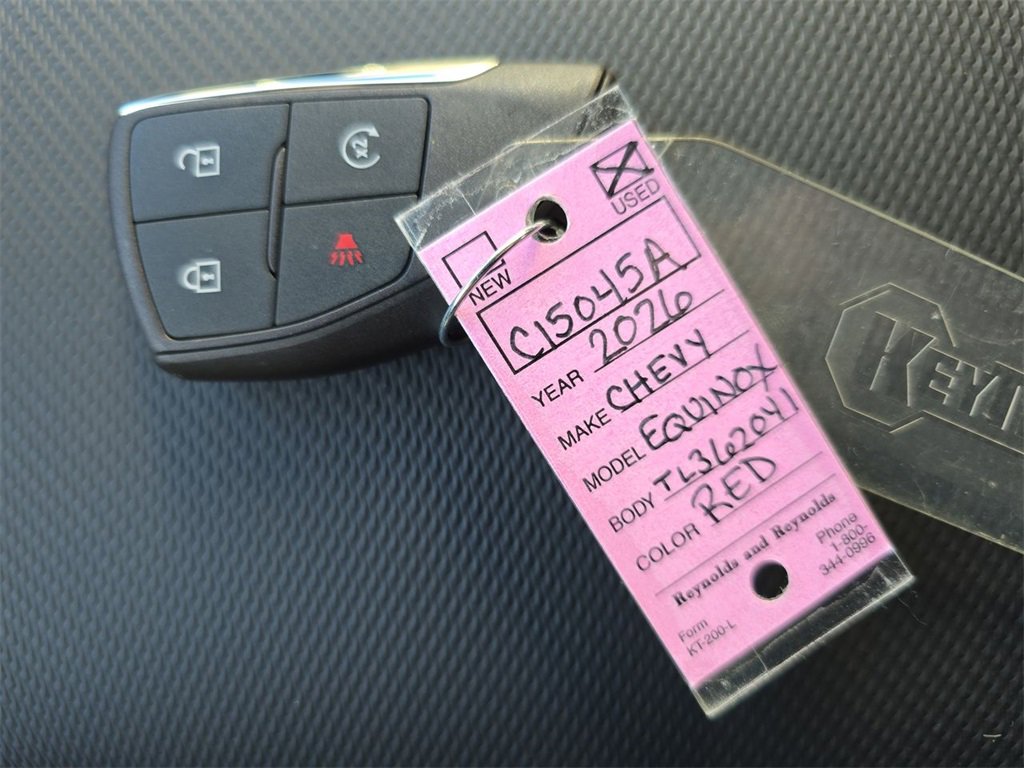 x2
USED
NEW
C15045A
YEAR 2026
MAKE CHEVY
MODEL EQUINOX
BODY TL362041
COLOR RED
Reynolds and Reynolds
Phone
1-800-
344-0996
Form
KT-200-L